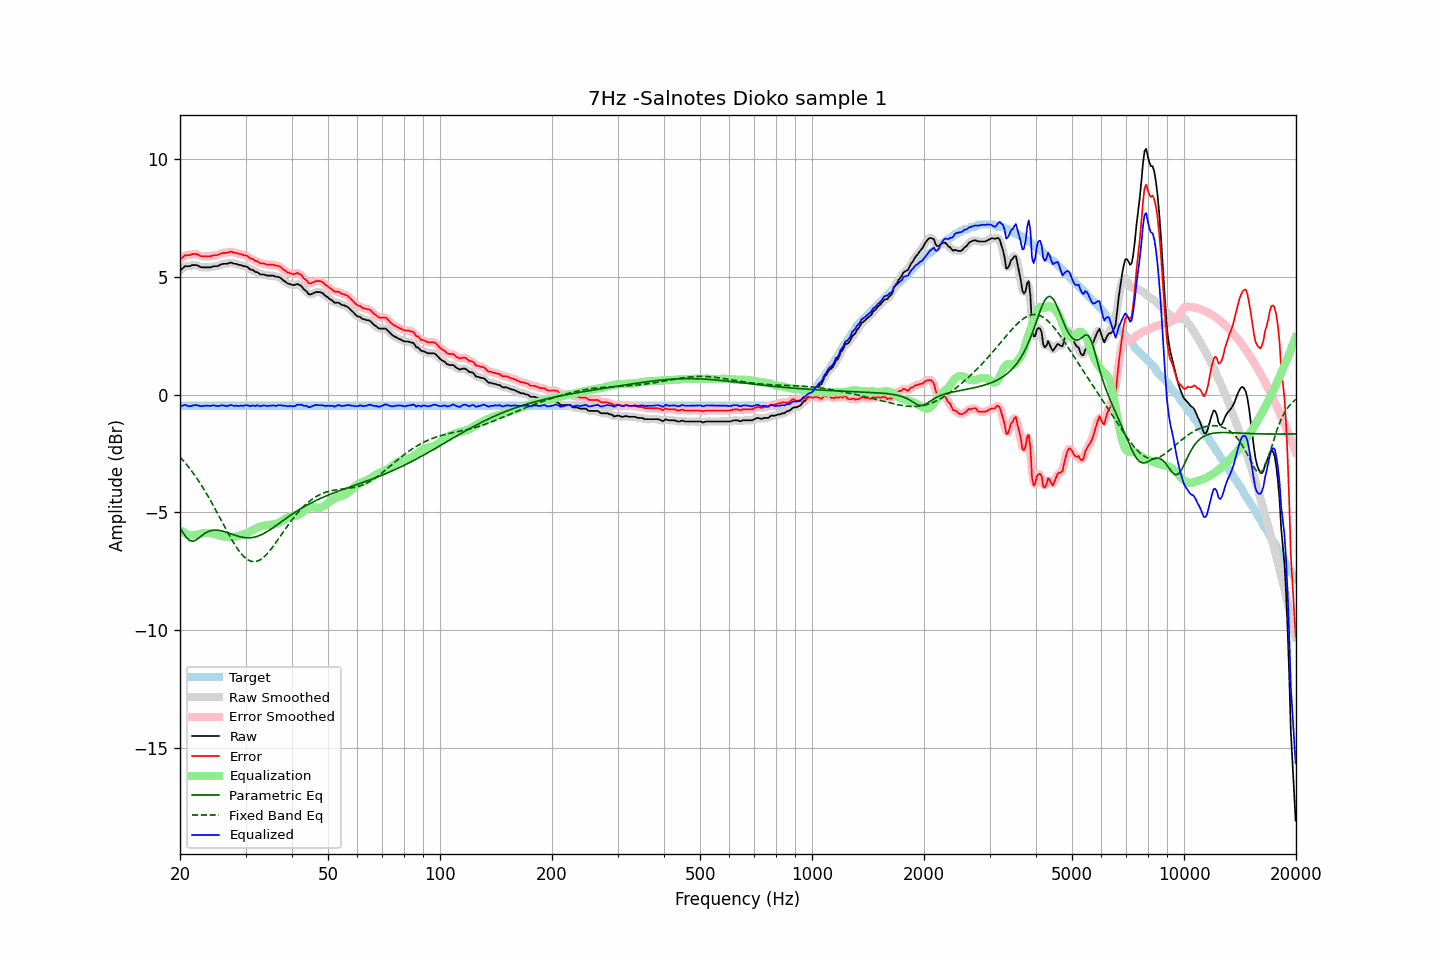 7Hz -Salnotes Dioko sample 1
10
5
0
−5
−10
−15
Amplitude (dBr)
Target
Raw Smoothed
Error Smoothed
Raw
Error
Equalization
Parametric Eq
Fixed Band Eq
Equalized
20 50 100 200 500 1000 2000 5000 10000 20000
Frequency (Hz)